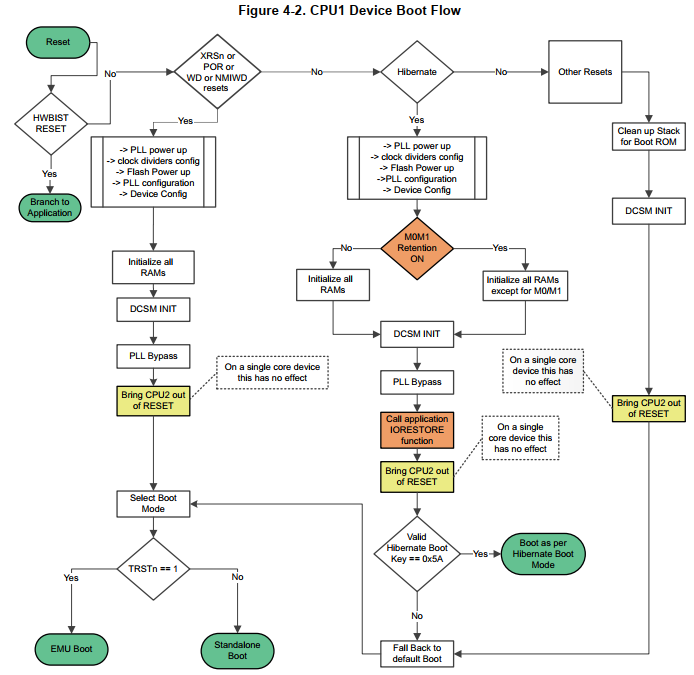 Figure 4-2. CPU1 Device Boot Flow
Reset
HWBIST
RESET
No
Yes
Branch to
Application
XRSn or
POR or
WD or NMIWD
resets
No
Yes
-> PLL power up
-> clock dividers config
-> Flash Power up
-> PLL configuration
-> Device Config
Initialize all
RAMs
DCSM INIT
PLL Bypass
Bring CPU2 out
of RESET
On a single core device
this has no effect
Select Boot
Mode
TRSTn == 1
Yes
No
EMU Boot
Standalone
Boot
Hibernate
No
Yes
-> PLL power up
-> clock dividers config
-> Flash Power up
->PLL configuration
-> Device Config
M0M1
Retention
ON
No
Yes
Initialize all
RAMs
Initialize all RAMs
except for M0/M1
DCSM INIT
PLL Bypass
Call application
IORESTORE
function
Bring CPU2 out
of RESET
On a single
core device this
has no effect
Valid
Hibernate Boot
Key == 0x5A
Yes
Boot as per
Hibernate Boot
Mode
No
Fall Back to
default Boot
Other Resets
Clean up Stack
for Boot ROM
DCSM INIT
On a single core
device this has
no effect
Bring CPU2 out
of RESET